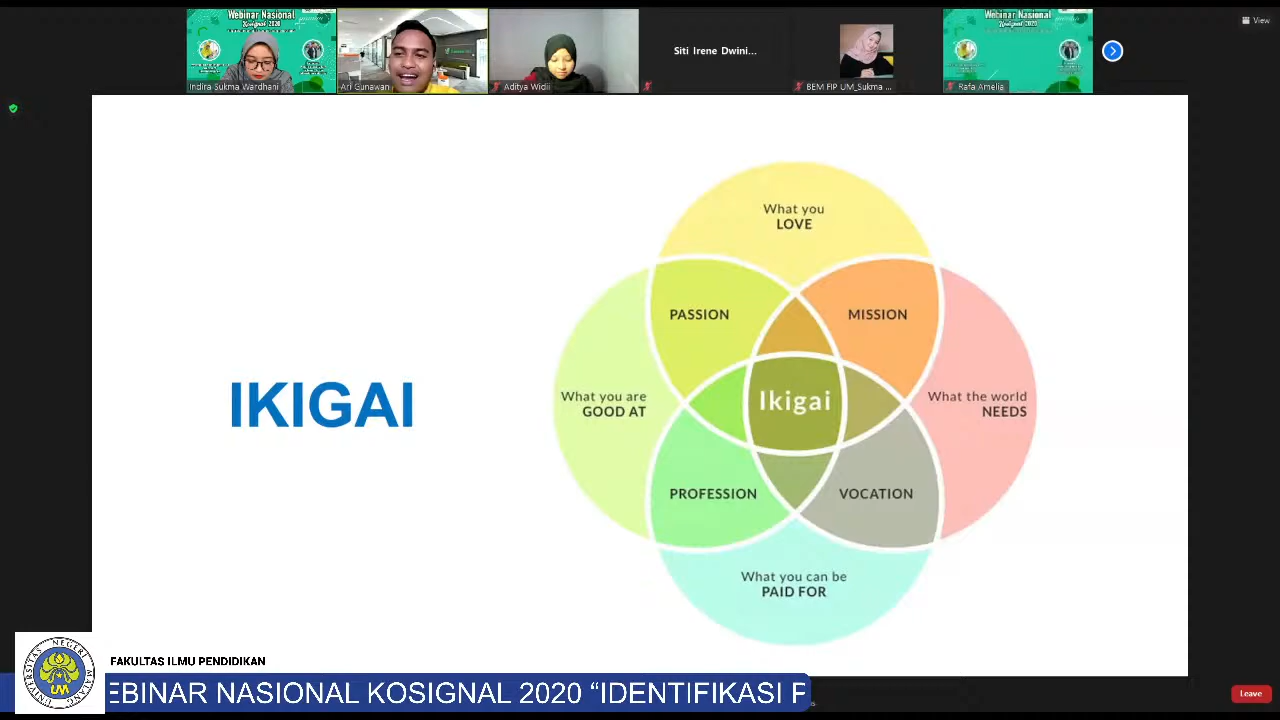 Webinar Nasional
Kosignal 2020
Webinar Nasional
Kosignal 2020
View
Siti Irene Dwini...
Indira Sukma Wardhani
Ari Gunawan
Aditya Widii
BEM FIP UM_Sukma ...
Rafa Amelia
What you
LOVE
PASSION
MISSION
IKIGAI
What you are
GOOD AT
Ikigai
What the world
NEEDS
PROFESSION
VOCATION
What you can be
PAID FOR
UM
FAKULTAS ILMU PENDIDIKAN
EBINAR NASIONAL KOSIGNAL 2020 “IDENTIFIKASI P
Leave